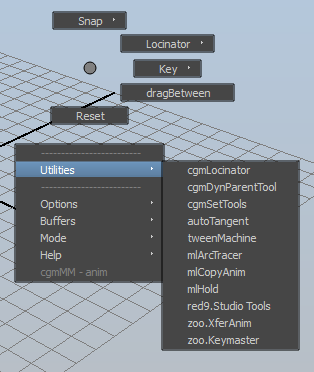 Snap
Locinator
Key
dragBetween
Reset
Utilities
Options
Buffers
Mode
Help
cgmMM - anim
cgmLocinator
cgmDynParentTool
cgmSetTools
autoTangent
tweenMachine
mlArcTracer
mlCopyAnim
mlHold
red9.Studio Tools
zoo.XferAnim
zoo.Keymaster